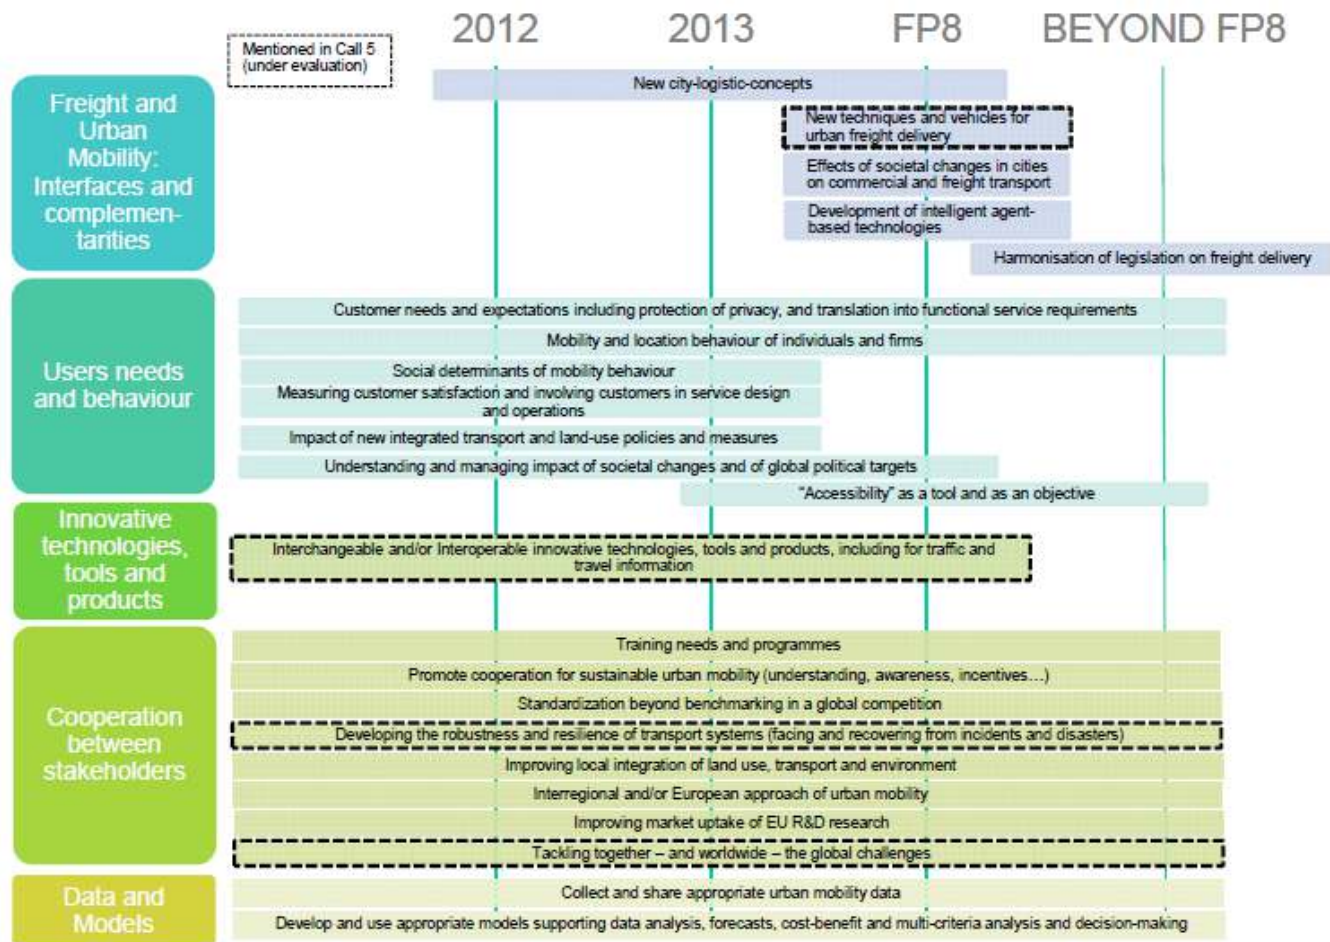 2012
2013
FP8
BEYOND FP8
Mentioned in Call 5
(under evaluation)
Freight and
Urban
Mobility:
Interfaces and
complemen-
tarities
New city-logistic-concepts
New techniques and vehicles for
urban freight delivery
Effects of societal changes in cities
on commercial and freight transport
Development of intelligent agent-
based technologies
Harmonisation of legislation on freight delivery
Users needs
and behaviour
Customer needs and expectations including protection of privacy, and translation into functional service requirements
Mobility and location behaviour of individuals and firms
Social determinants of mobility behaviour
Measuring customer satisfaction and involving customers in service design
and operations
Impact of new integrated transport and land-use policies and measures
Understanding and managing impact of societal changes and of global political targets
"Accessibility" as a tool and as an objective
Innovative
technologies,
tools and
products
Interchangeable and/or Interoperable innovative technologies, tools and products, including for traffic and
travel information
Cooperation
between
stakeholders
Training needs and programmes
Promote cooperation for sustainable urban mobility (understanding, awareness, incentives…)
Standardization beyond benchmarking in a global competition
Developing the robustness and resilience of transport systems (facing and recovering from incidents and disasters)
Improving local integration of land use, transport and environment
Interregional and/or European approach of urban mobility
Improving market uptake of EU R&D research
Tackling together – and worldwide – the global challenges
Data and
Models
Collect and share appropriate urban mobility data
Develop and use appropriate models supporting data analysis, forecasts, cost-benefit and multi-criteria analysis and decision-making